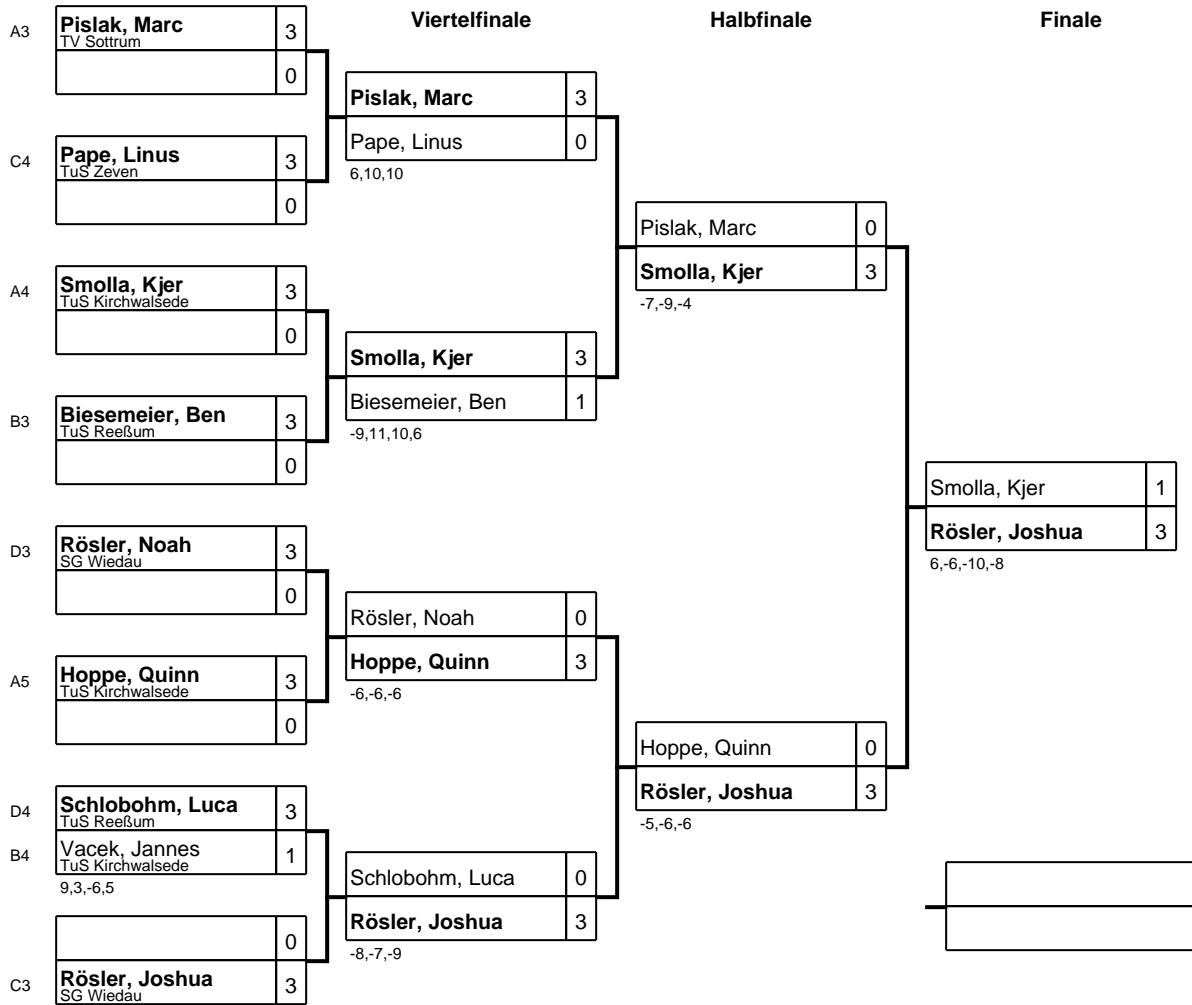 Viertelfinale
Halbfinale
Finale
A3 Pislak, Marc 3
TV Sottrum
0
C4 Pape, Linus 3
TuS Zeven
0
A4 Smolla, Kjer 3
TuS Kirchwalsede
0
B3 Biesemeier, Ben 3
TuS Reeßum
0
D3 Rösler, Noah 3
SG Wiedau
0
A5 Hoppe, Quinn 3
TuS Kirchwalsede
0
D4 Schlobohm, Luca 3
TuS Reeßum
B4 Vacek, Jannes 1
TuS Kirchwalsede
9,3,-6,5
0
C3 Rösler, Joshua 3
SG Wiedau
Pislak, Marc 3
Pape, Linus 0
6,10,10
Smolla, Kjer 3
Biesemeier, Ben 1
-9,11,10,6
Rösler, Noah 0
Hoppe, Quinn 3
-6,-6,-6
Schlobohm, Luca 0
Rösler, Joshua 3
-8,-7,-9
Pislak, Marc 0
Smolla, Kjer 3
-7,-9,-4
Hoppe, Quinn 0
Rösler, Joshua 3
-5,-6,-6
Smolla, Kjer 1
Rösler, Joshua 3
6,-6,-10,-8